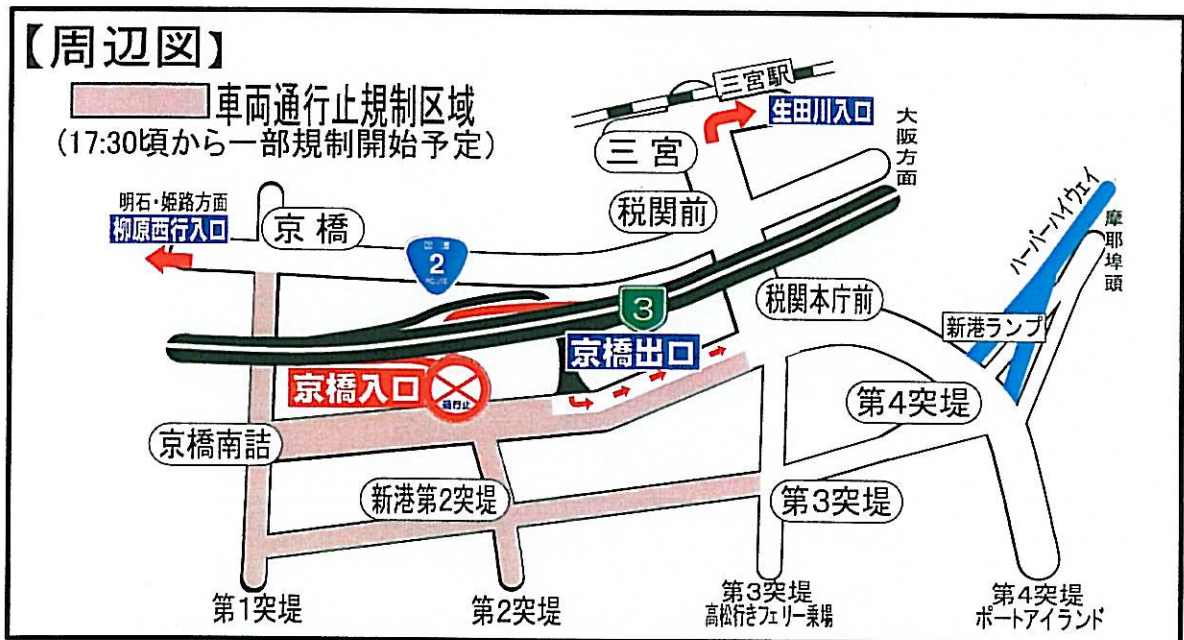 【周辺図】
車両通行止規制区域
(17:30頃から一部規制開始予定)
三宮駅
生田川入口
三宮
大阪方面
税関前
明石・姫路方面
柳原西行入口
京橋
国道
2
ROUTE
ハーバーハイウェイ
摩耶埠頭
3
税関本庁前
新港ランプ
京橋出口
京橋入口
通行止
第4突堤
京橋南詰
新港第2突堤
第3突堤
第1突堤
第2突堤
第3突堤
高松行きフェリー乗場
第4突堤
ポートアイランド